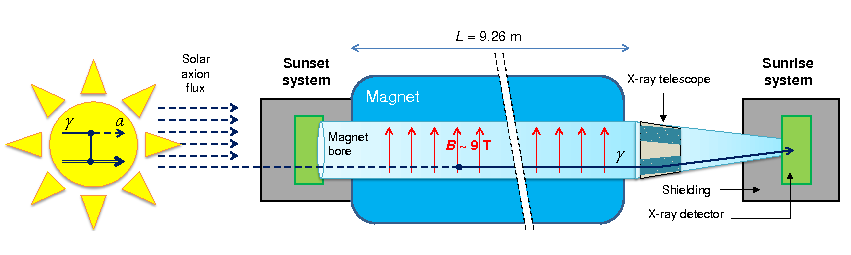 L = 9.26 m
Solar
axion
flux
Sunset
system
Sunrise
system
X-ray telescope
Magnet
γ
a
Magnet
bore
B ~ 9 T
γ
Shielding
X-ray detector